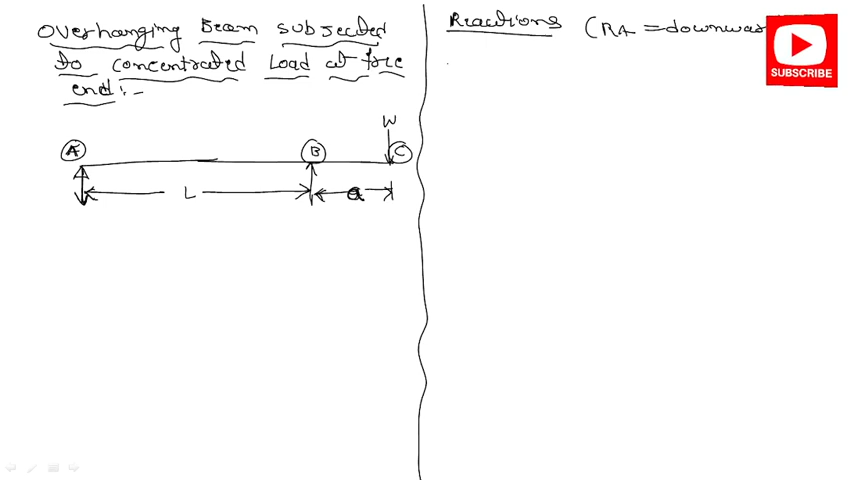 Overhanging Beam subjected
to concentrated Load at free
end :-
Reactions (RA = downwar
SUBSCRIBE
W
A B C
L a